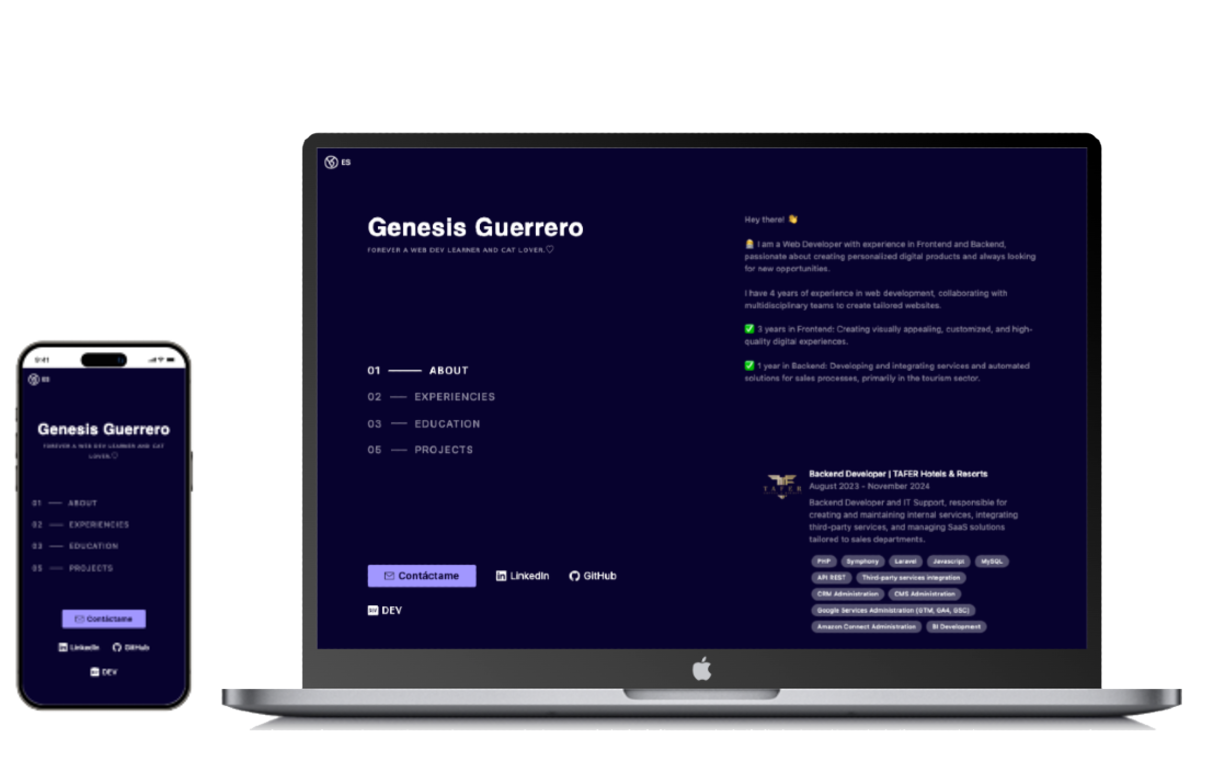 9:41
ES
Genesis Guerrero
FOREVER A WEB DEV LEARNER AND CAT
LOVER.♡
01 — ABOUT
02 — EXPERIENCIES
03 — EDUCATION
05 — PROJECTS
Contáctame
LinkedIn GitHub
DEV
ES
Genesis Guerrero
FOREVER A WEB DEV LEARNER AND CAT LOVER.♡
01 — ABOUT
02 — EXPERIENCIES
03 — EDUCATION
05 — PROJECTS
Contáctame LinkedIn GitHub
DEV
Hey there! 👋
I am a Web Developer with experience in Frontend and Backend,
passionate about creating personalized digital products and always looking
for new opportunities.
I have 4 years of experience in web development, collaborating with
multidisciplinary teams to create tailored websites.
✅ 3 years in Frontend: Creating visually appealing, customized, and high-
quality digital experiences.
✅ 1 year in Backend: Developing and integrating services and automated
solutions for sales processes, primarily in the tourism sector.
TAFER
Backend Developer | TAFER Hotels & Resorts
August 2023 - November 2024
Backend Developer and IT Support, responsible for
creating and maintaining internal services, integrating
third-party services, and managing SaaS solutions
tailored to sales departments.
PHP Symphony Laravel Javascript MySQL
API REST Third-party services integration
CRM Administration CMS Administration
Google Services Administration (GTM, GA4, GSC)
Amazon Connect Administration BI Development